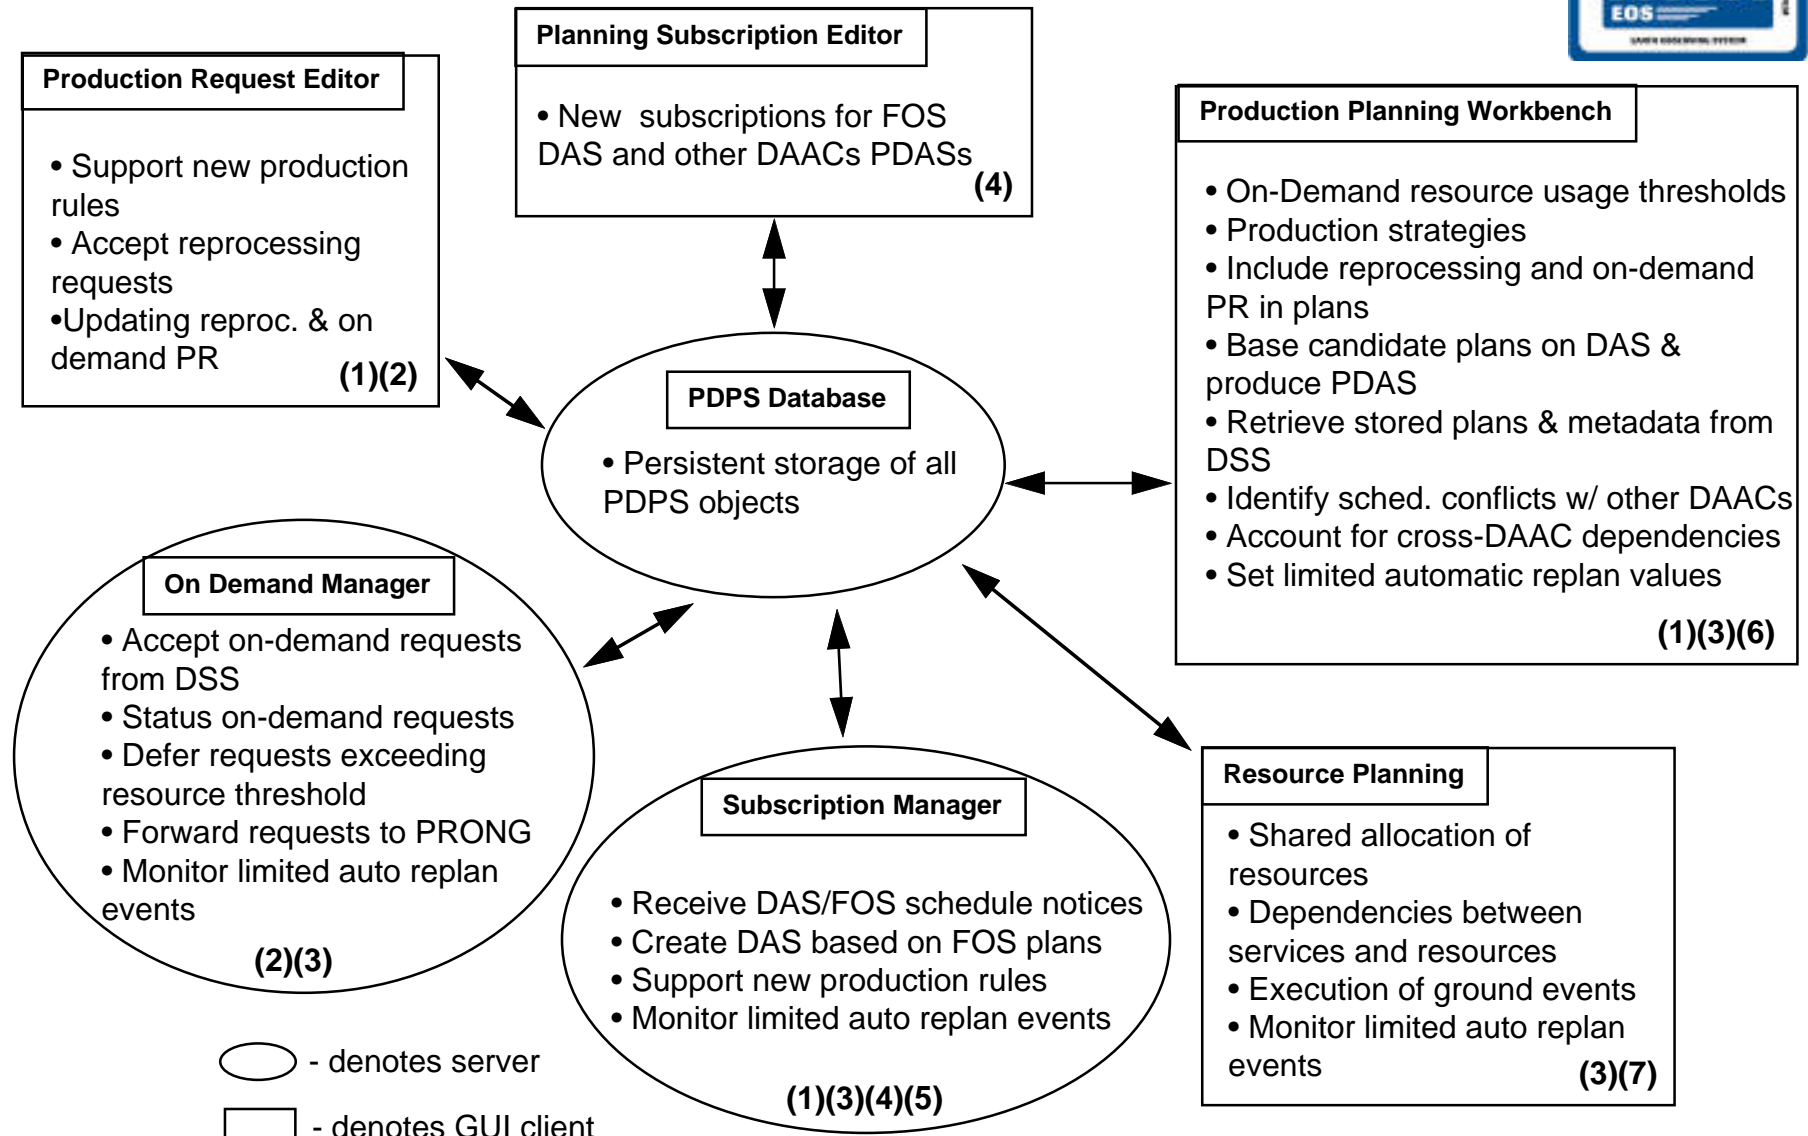 EOS
EARTH OBSERVING SYSTEM
Planning Subscription Editor
• New subscriptions for FOS
DAS and other DAACs PDASs
(4)
Production Request Editor
• Support new production
rules
• Accept reprocessing
requests
•Updating reproc. & on
demand PR
(1)(2)
Production Planning Workbench
• On-Demand resource usage thresholds
• Production strategies
• Include reprocessing and on-demand
PR in plans
• Base candidate plans on DAS &
produce PDAS
• Retrieve stored plans & metadata from
DSS
• Identify sched. conflicts w/ other DAACs
• Account for cross-DAAC dependencies
• Set limited automatic replan values
(1)(3)(6)
PDPS Database
• Persistent storage of all
PDPS objects
On Demand Manager
• Accept on-demand requests
from DSS
• Status on-demand requests
• Defer requests exceeding
resource threshold
• Forward requests to PRONG
• Monitor limited auto replan
events
(2)(3)
Subscription Manager
• Receive DAS/FOS schedule notices
• Create DAS based on FOS plans
• Support new production rules
• Monitor limited auto replan events
(1)(3)(4)(5)
Resource Planning
• Shared allocation of
resources
• Dependencies between
services and resources
• Execution of ground events
• Monitor limited auto replan
events
(3)(7)
- denotes server
- denotes GUI client